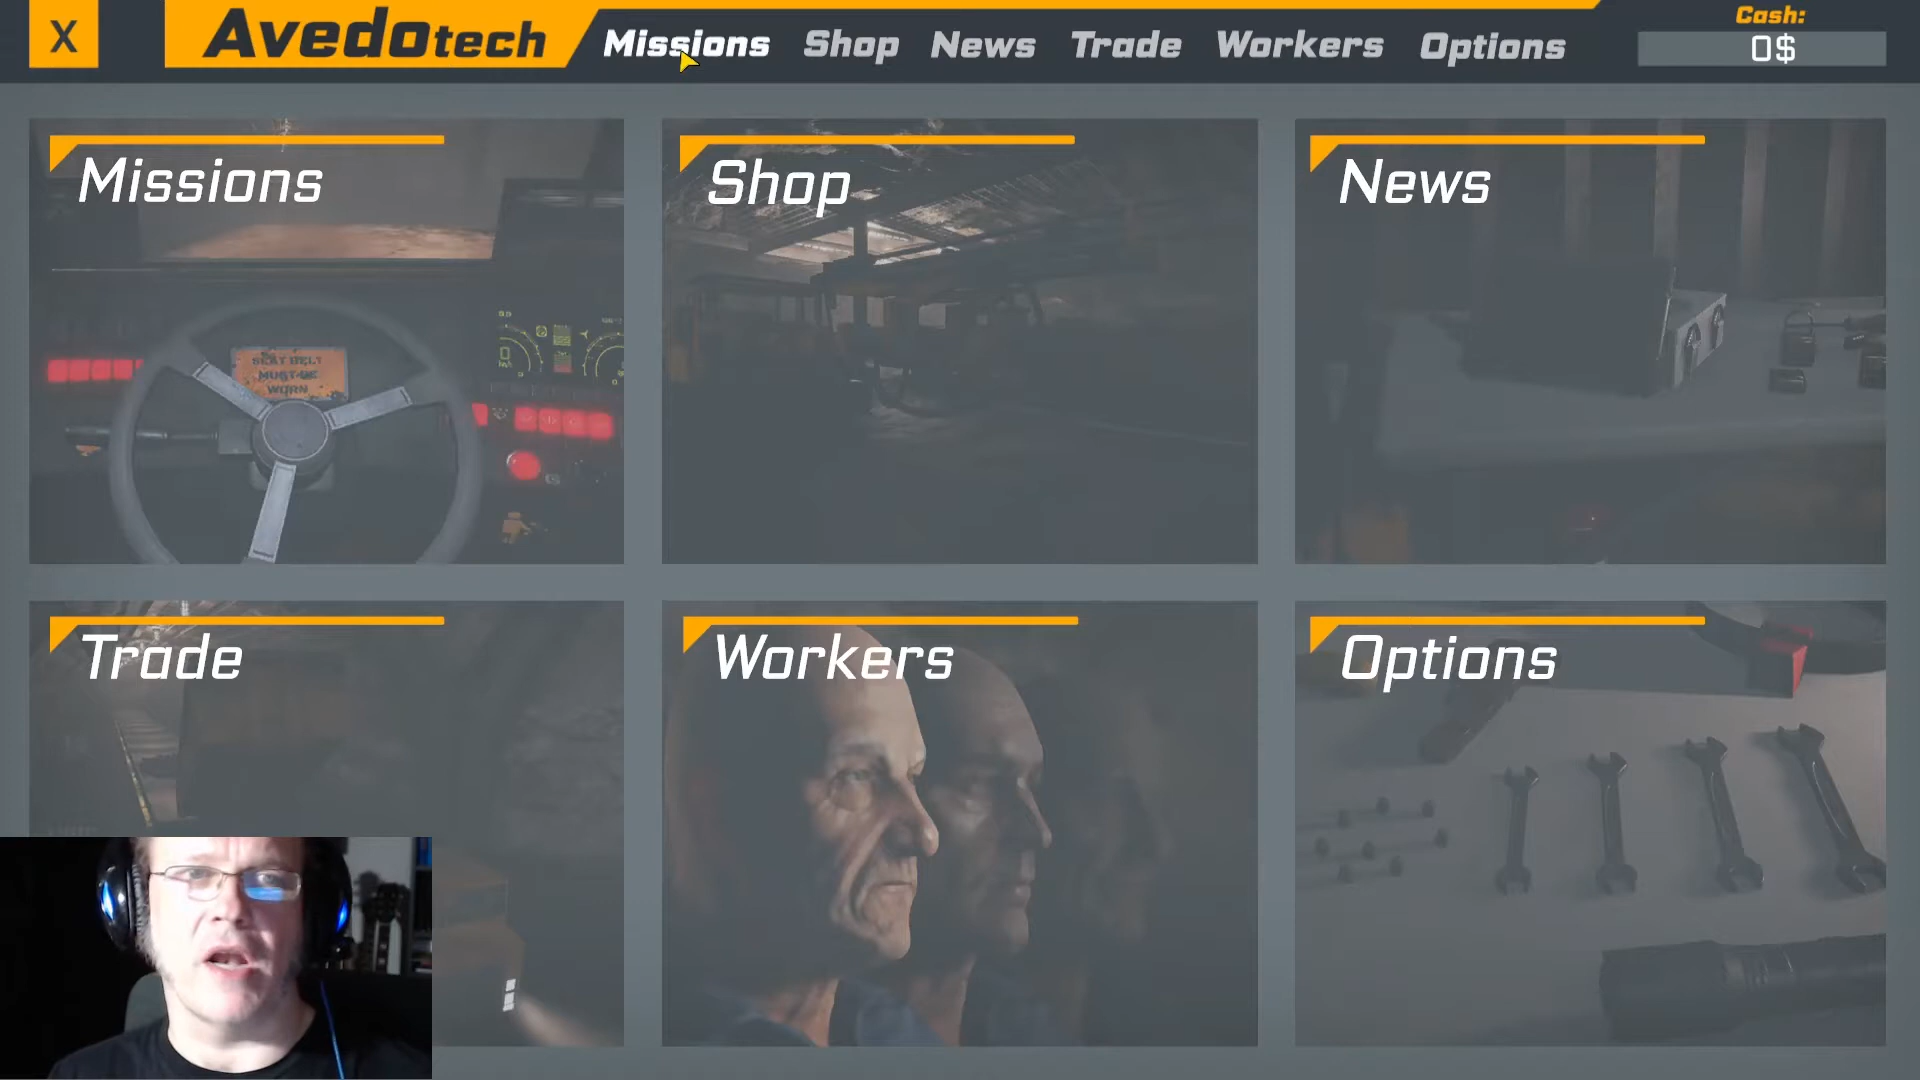 X
Avedotech
Missions
Shop
News
Trade
Workers
Options
Cash:
0$
Missions
Shop
News
SEAT BELT
MUST BE
WORN
Trade
Workers
Options